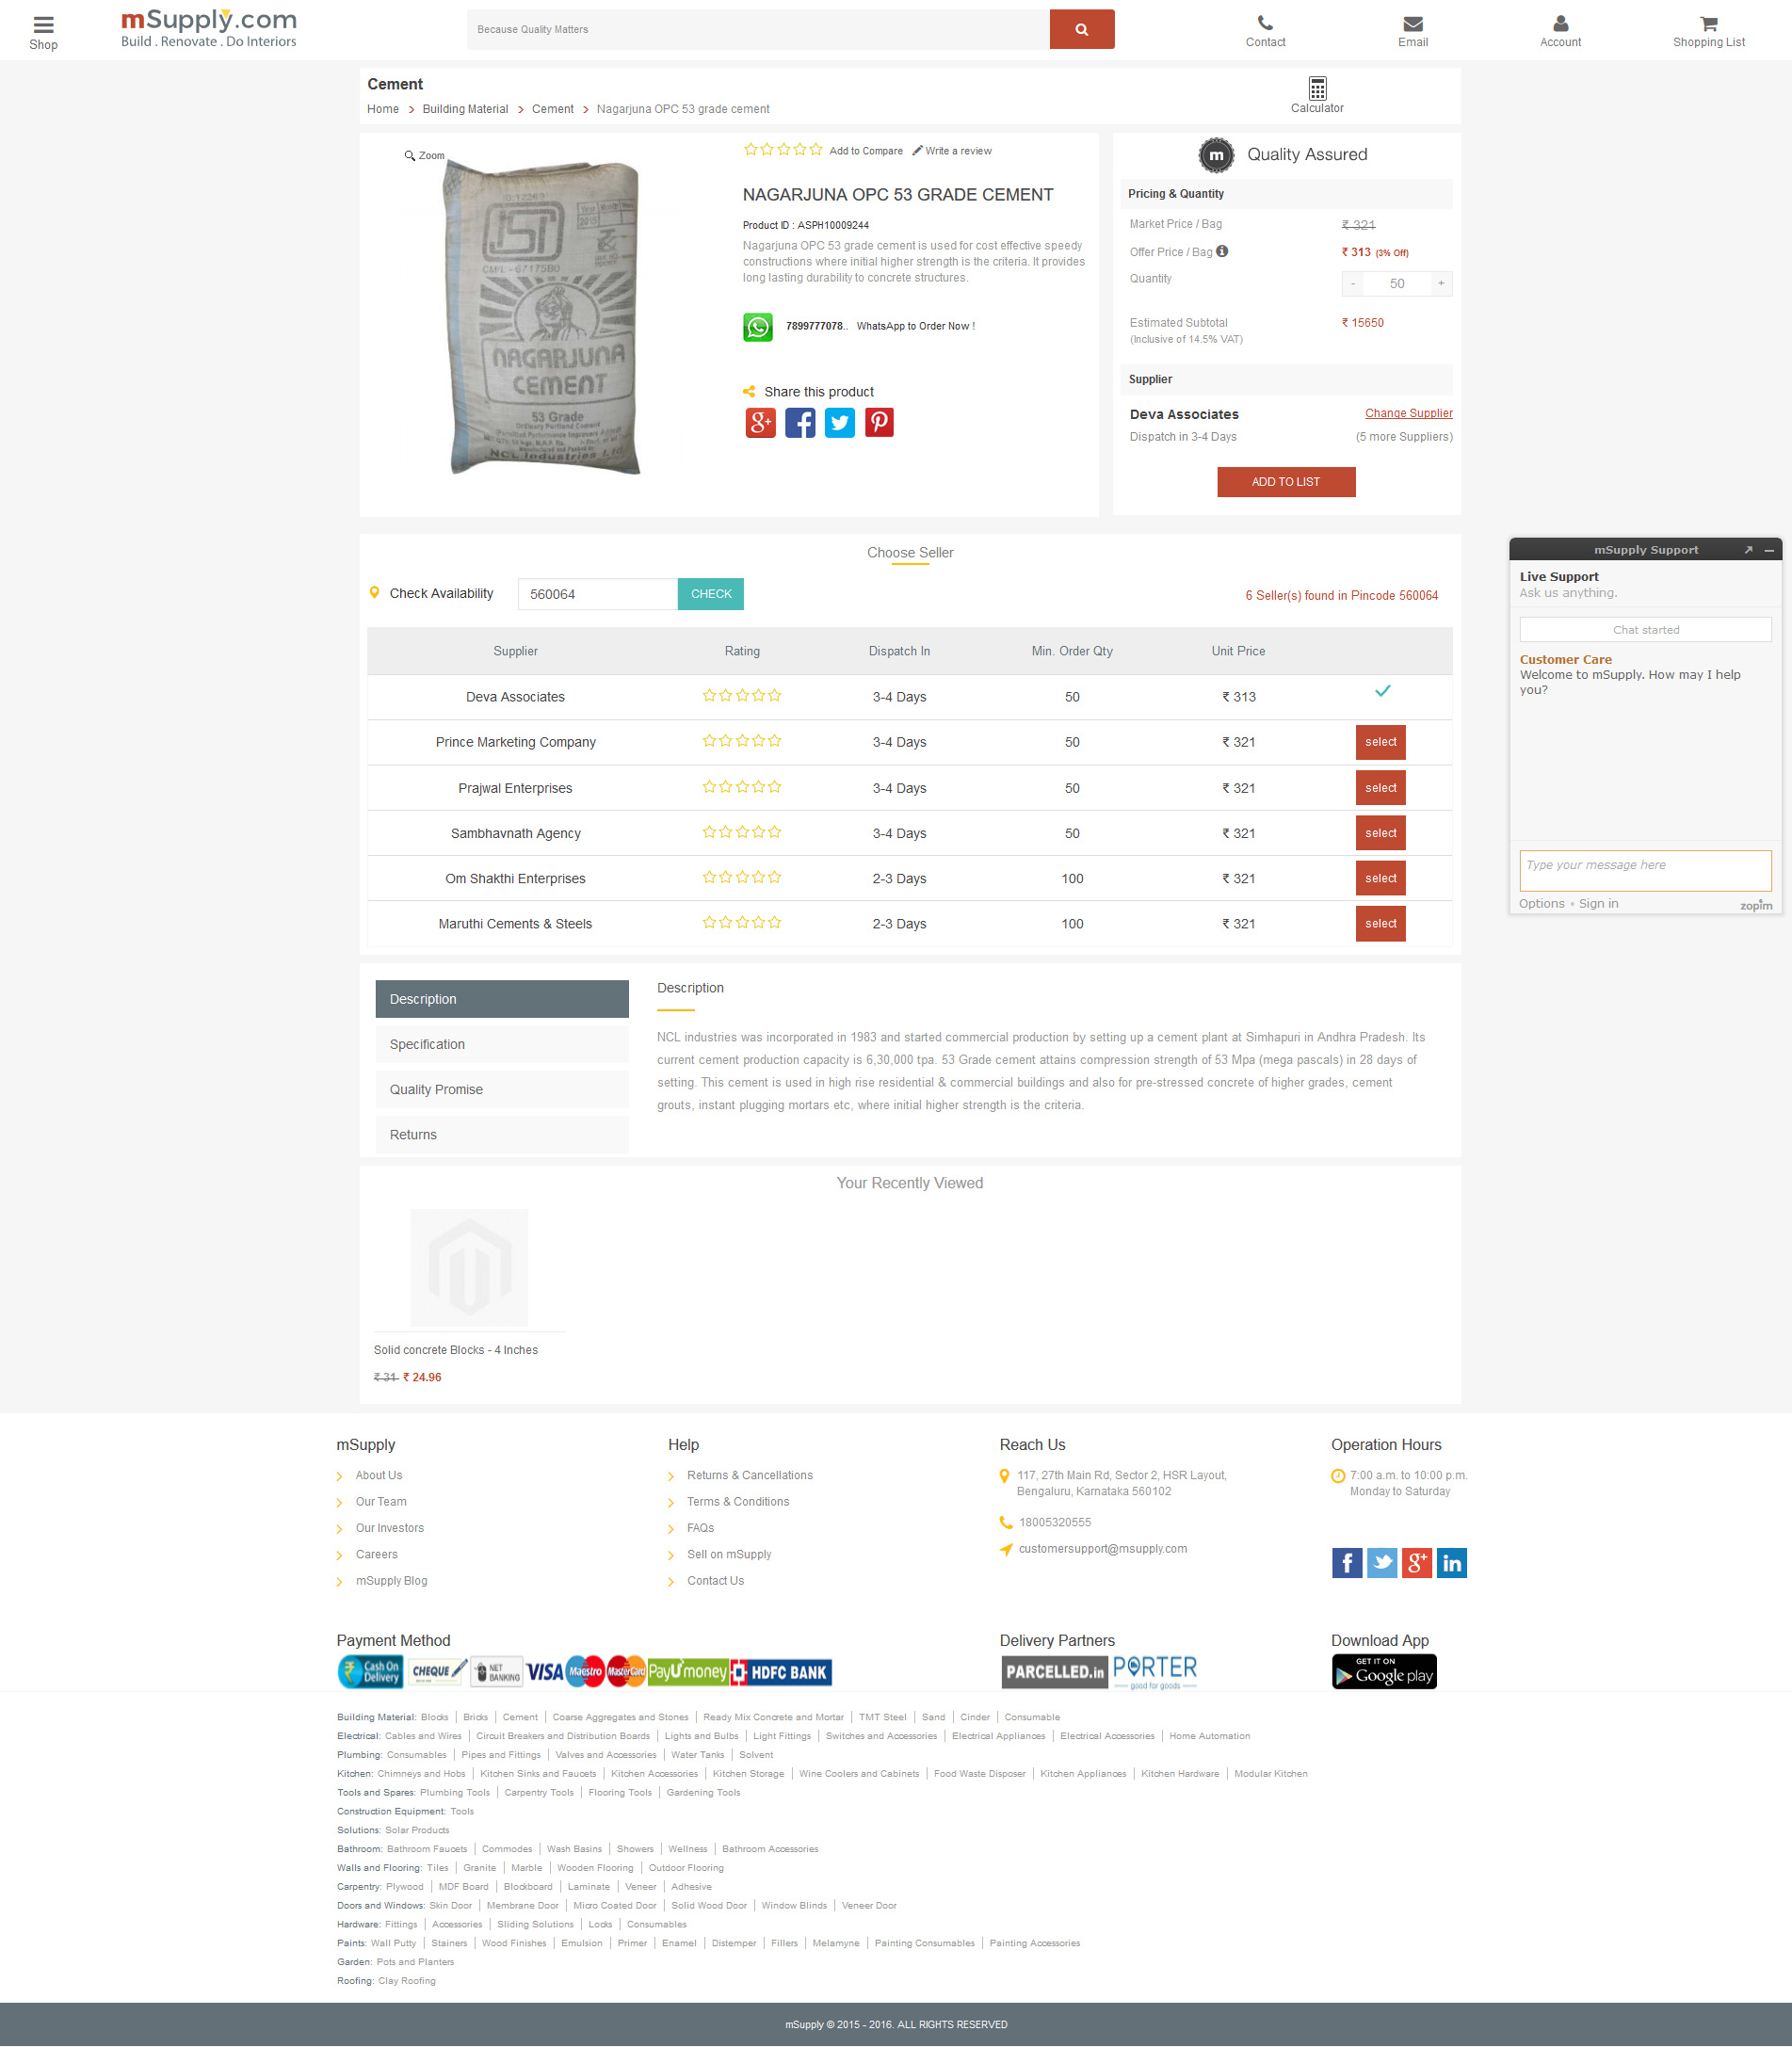 Shop
mSupply.com
Build . Renovate . Do Interiors
Because Quality Matters
Contact
Email
Account
Shopping List
Cement
Home > Building Material > Cement > Nagarjuna OPC 53 grade cement
Calculator
Zoom
ISI
CM/L-6717580
NAGARJUNA
CEMENT
53 Grade
Ordinary Portland Cement
NCL Industries Ltd
Add to Compare Write a review
NAGARJUNA OPC 53 GRADE CEMENT
Product ID : ASPH10009244
Nagarjuna OPC 53 grade cement is used for cost effective speedy
constructions where initial higher strength is the criteria. It provides
long lasting durability to concrete structures.
7899777078.. WhatsApp to Order Now !
Share this product
m Quality Assured
Pricing & Quantity
Market Price / Bag ₹ 321
Offer Price / Bag ₹ 313 (3% Off)
Quantity - 50 +
Estimated Subtotal ₹ 15650
(Inclusive of 14.5% VAT)
Supplier
Deva Associates Change Supplier
Dispatch in 3-4 Days (5 more Suppliers)
ADD TO LIST
Choose Seller
Check Availability 560064 CHECK
6 Seller(s) found in Pincode 560064
Supplier Rating Dispatch In Min. Order Qty Unit Price
Deva Associates 3-4 Days 50 ₹ 313
Prince Marketing Company 3-4 Days 50 ₹ 321 select
Prajwal Enterprises 3-4 Days 50 ₹ 321 select
Sambhavnath Agency 3-4 Days 50 ₹ 321 select
Om Shakthi Enterprises 2-3 Days 100 ₹ 321 select
Maruthi Cements & Steels 2-3 Days 100 ₹ 321 select
mSupply Support
Live Support
Ask us anything.
Chat started
Customer Care
Welcome to mSupply. How may I help
you?
Type your message here
Options • Sign in
zopim
Description
Specification
Quality Promise
Returns
Description
NCL industries was incorporated in 1983 and started commercial production by setting up a cement plant at Simhapuri in Andhra Pradesh. Its
current cement production capacity is 6,30,000 tpa. 53 Grade cement attains compression strength of 53 Mpa (mega pascals) in 28 days of
setting. This cement is used in high rise residential & commercial buildings and also for pre-stressed concrete of higher grades, cement
grouts, instant plugging mortars etc, where initial higher strength is the criteria.
Your Recently Viewed
Solid concrete Blocks - 4 Inches
₹ 31 ₹ 24.96
mSupply
About Us
Our Team
Our Investors
Careers
mSupply Blog
Help
Returns & Cancellations
Terms & Conditions
FAQs
Sell on mSupply
Contact Us
Reach Us
117, 27th Main Rd, Sector 2, HSR Layout,
Bengaluru, Karnataka 560102
18005320555
customersupport@msupply.com
Operation Hours
7:00 a.m. to 10:00 p.m.
Monday to Saturday
Payment Method
Cash On Delivery CHEQUE NET BANKING VISA Maestro MasterCard PayUmoney HDFC BANK
Delivery Partners
PARCELLED.in PORTER
good for goods
Download App
GET IT ON
Google play
Building Material: Blocks | Bricks | Cement | Coarse Aggregates and Stones | Ready Mix Concrete and Mortar | TMT Steel | Sand | Cinder | Consumable
Electrical: Cables and Wires | Circuit Breakers and Distribution Boards | Lights and Bulbs | Light Fittings | Switches and Accessories | Electrical Appliances | Electrical Accessories | Home Automation
Plumbing: Consumables | Pipes and Fittings | Valves and Accessories | Water Tanks | Solvent
Kitchen: Chimneys and Hobs | Kitchen Sinks and Faucets | Kitchen Accessories | Kitchen Storage | Wine Coolers and Cabinets | Food Waste Disposer | Kitchen Appliances | Kitchen Hardware | Modular Kitchen
Tools and Spares: Plumbing Tools | Carpentry Tools | Flooring Tools | Gardening Tools
Construction Equipment: Tools
Solutions: Solar Products
Bathroom: Bathroom Faucets | Commodes | Wash Basins | Showers | Wellness | Bathroom Accessories
Walls and Flooring: Tiles | Granite | Marble | Wooden Flooring | Outdoor Flooring
Carpentry: Plywood | MDF Board | Blockboard | Laminate | Veneer | Adhesive
Doors and Windows: Skin Door | Membrane Door | Micro Coated Door | Solid Wood Door | Window Blinds | Veneer Door
Hardware: Fittings | Accessories | Sliding Solutions | Locks | Consumables
Paints: Wall Putty | Stainers | Wood Finishes | Emulsion | Primer | Enamel | Distemper | Fillers | Melamyne | Painting Consumables | Painting Accessories
Garden: Pots and Planters
Roofing: Clay Roofing
mSupply © 2015 - 2016. ALL RIGHTS RESERVED